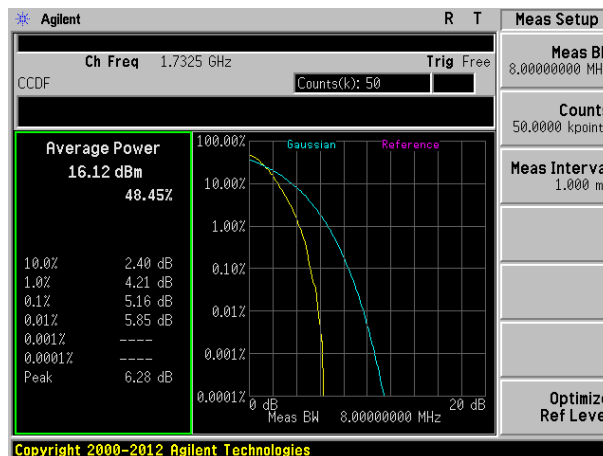 Agilent R T Meas Setup
Ch Freq 1.7325 GHz Trig Free
CCDF Counts(k): 50
Meas B
8.00000000 MH
Counts
50.0000 kpoint
Meas Interva
1.000 m
Optimize
Ref Leve
Average Power
16.12 dBm
48.45%
10.0% 2.40 dB
1.0% 4.21 dB
0.1% 5.16 dB
0.01% 5.85 dB
0.001% ----
0.0001% ----
Peak 6.28 dB
Gaussian Reference
100.00%
10.00%
1.00%
0.10%
0.01%
0.001%
0.0001%
0 dB 20 dB
Meas BW 8.00000000 MHz
Copyright 2000-2012 Agilent Technologies